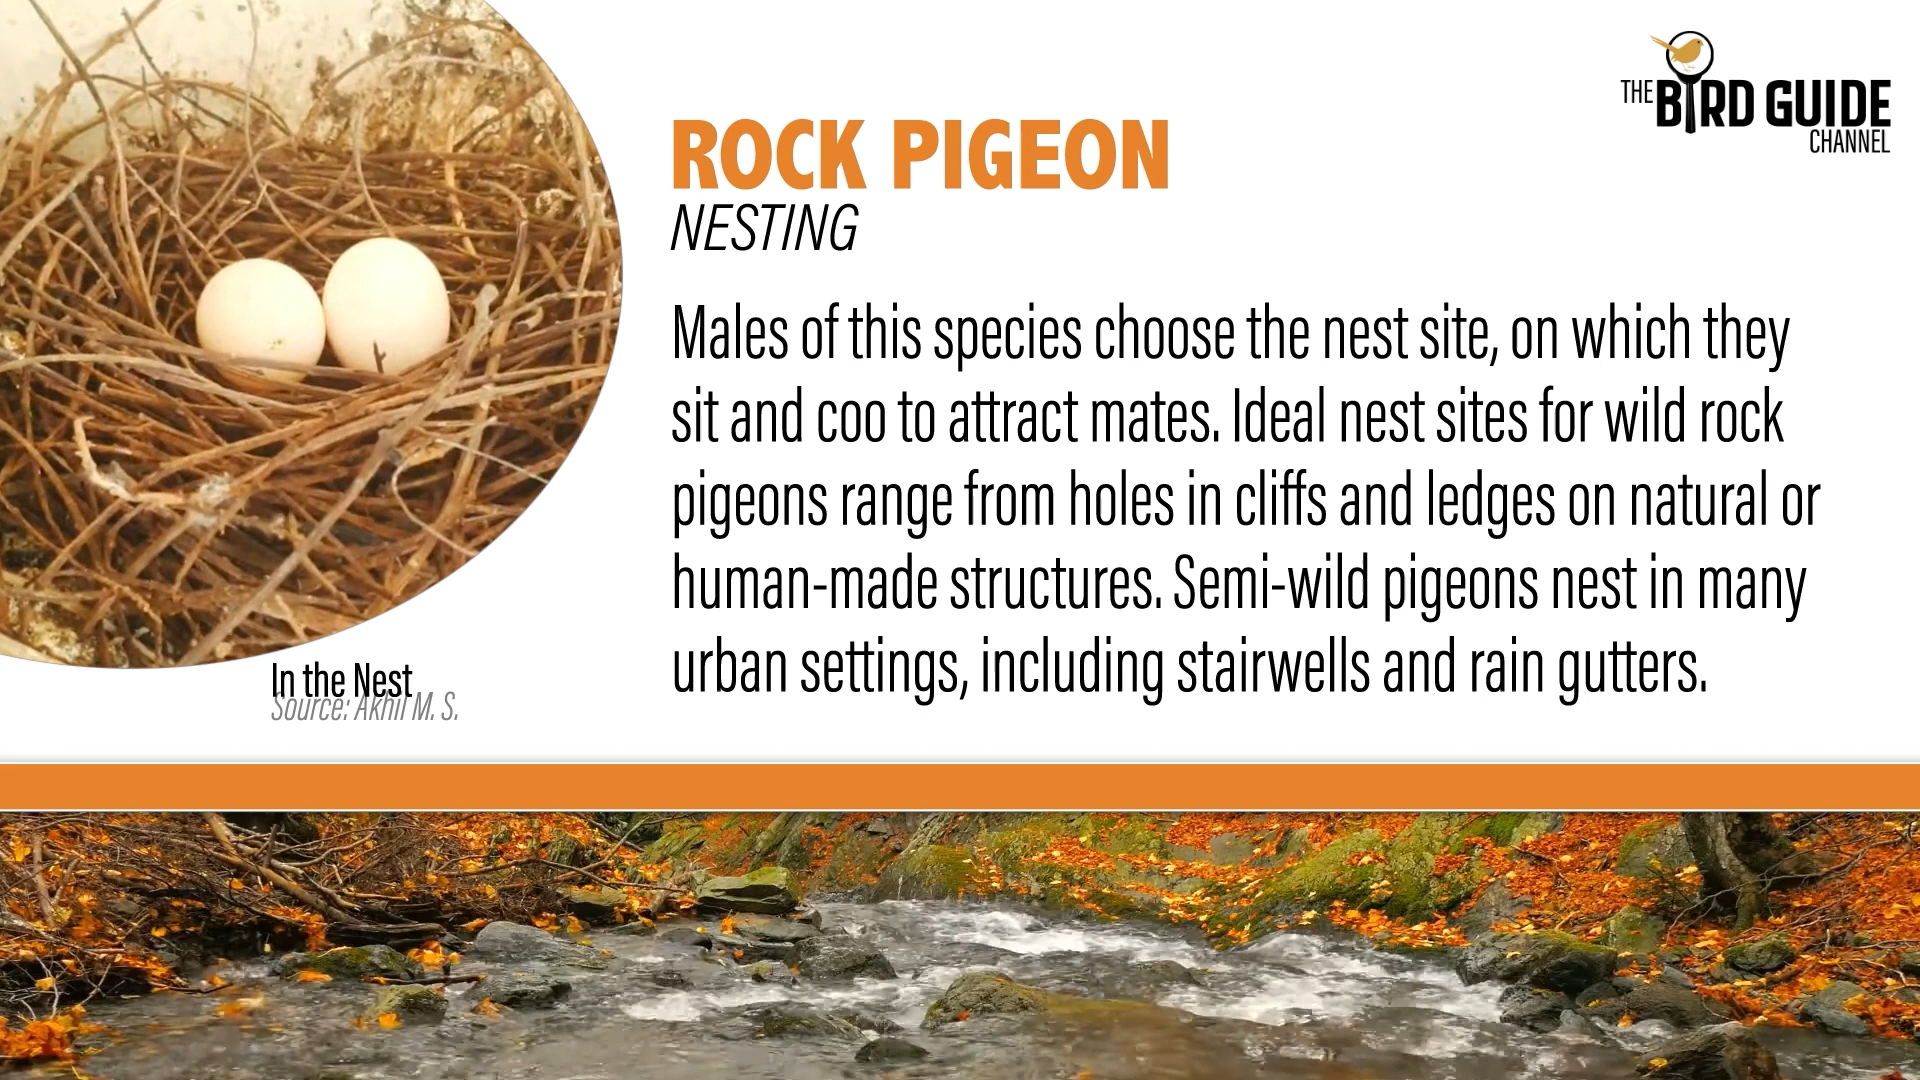 THE BIRD GUIDE
CHANNEL
ROCK PIGEON
NESTING
Males of this species choose the nest site, on which they
sit and coo to attract mates. Ideal nest sites for wild rock
pigeons range from holes in cliffs and ledges on natural or
human-made structures. Semi-wild pigeons nest in many
urban settings, including stairwells and rain gutters.
In the Nest
Source: Akhil M. S.